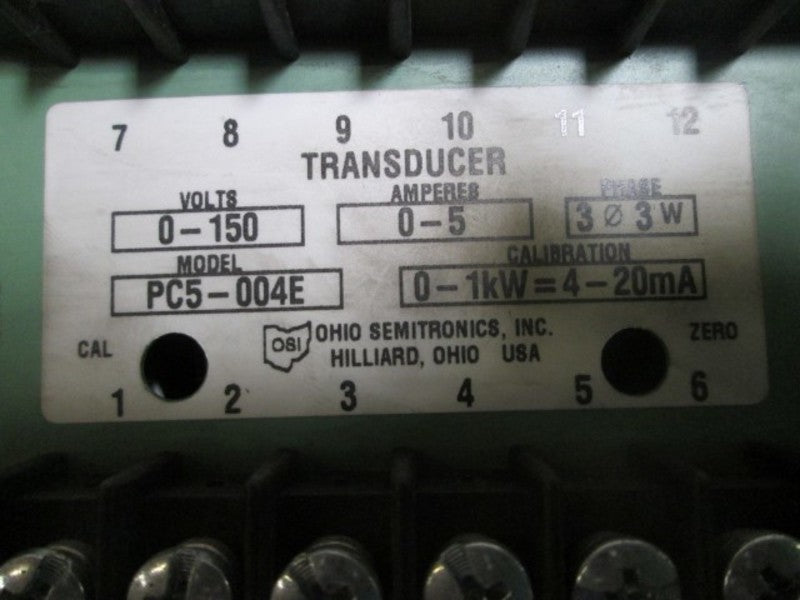 7 8 9 10 11 12
TRANSDUCER
VOLTS AMPERES PHASE
0-150 0-5 3 Ø 3 W
MODEL CALIBRATION
PC5-004E 0-1kW=4-20mA
CAL OSI OHIO SEMITRONICS, INC. ZERO
HILLIARD, OHIO USA
1 2 3 4 5 6